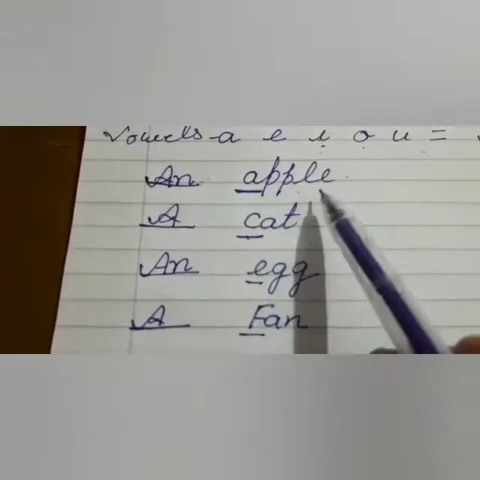 Vowels - a e i o u =
An apple
A cat
An egg
A Fan